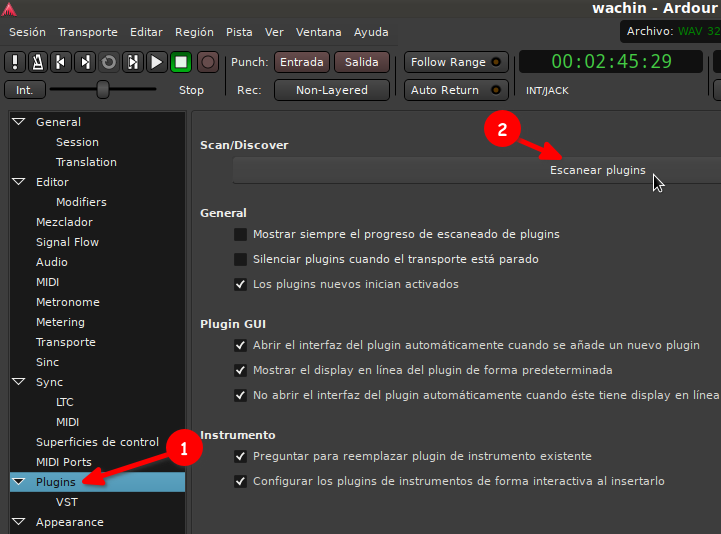 wachin - Ardour
Sesión Transporte Editar Región Pista Ver Ventana Ayuda
Archivo: WAV 32
Punch: Entrada Salida Follow Range 00:02:45:29
Int. Stop Rec: Non-Layered Auto Return INT/JACK
General
Session
Translation
Editor
Modifiers
Mezclador
Signal Flow
Audio
MIDI
Metronome
Metering
Transporte
Sinc
Sync
LTC
MIDI
Superficies de control
MIDI Ports
Plugins
VST
Appearance
1
2
Scan/Discover
Escanear plugins
General
Mostrar siempre el progreso de escaneado de plugins
Silenciar plugins cuando el transporte está parado
Los plugins nuevos inician activados
Plugin GUI
Abrir el interfaz del plugin automáticamente cuando se añade un nuevo plugin
Mostrar el display en línea del plugin de forma predeterminada
No abrir el interfaz del plugin automáticamente cuando éste tiene display en línea
Instrumento
Preguntar para reemplazar plugin de instrumento existente
Configurar los plugins de instrumentos de forma interactiva al insertarlo